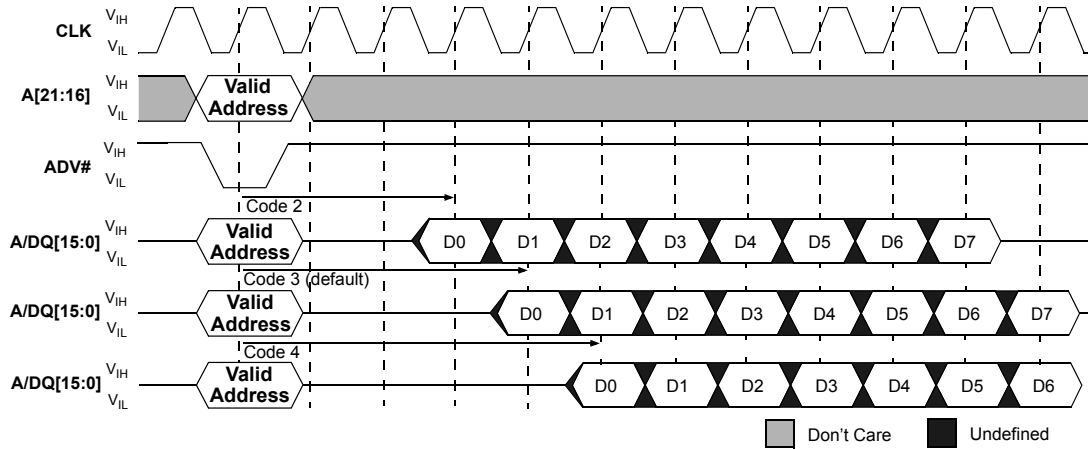 CLK
VIH
VIL
A[21:16]
VIH
VIL
Valid
Address
ADV#
VIH
VIL
Code 2
A/DQ[15:0]
VIH
VIL
Valid
Address
D0 D1 D2 D3 D4 D5 D6 D7
Code 3 (default)
A/DQ[15:0]
VIH
VIL
Valid
Address
D0 D1 D2 D3 D4 D5 D6 D7
Code 4
A/DQ[15:0]
VIH
VIL
Valid
Address
D0 D1 D2 D3 D4 D5 D6
Don't Care Undefined